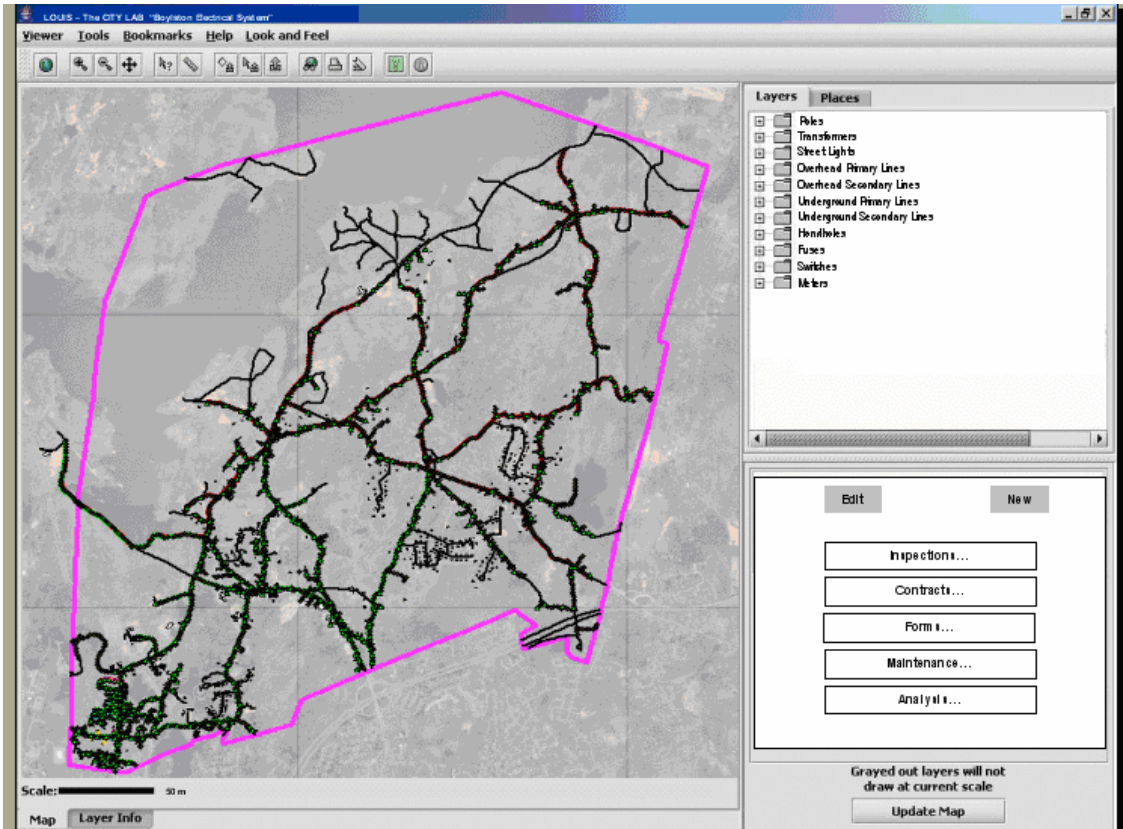 LOUIS - The CITY LAB "Boylston Electrical System"
Viewer Tools Bookmarks Help Look and Feel
Layers Places
Poles
Transformers
Street Lights
Overhead Primary Lines
Overhead Secondary Lines
Underground Primary Lines
Underground Secondary Lines
Handholes
Fuses
Switches
Meters
Edit New
Inspections...
Contracts...
Forms...
Maintenance...
Analysis...
Grayed out layers will not
draw at current scale
Update Map
Scale: 50 m
Map Layer Info